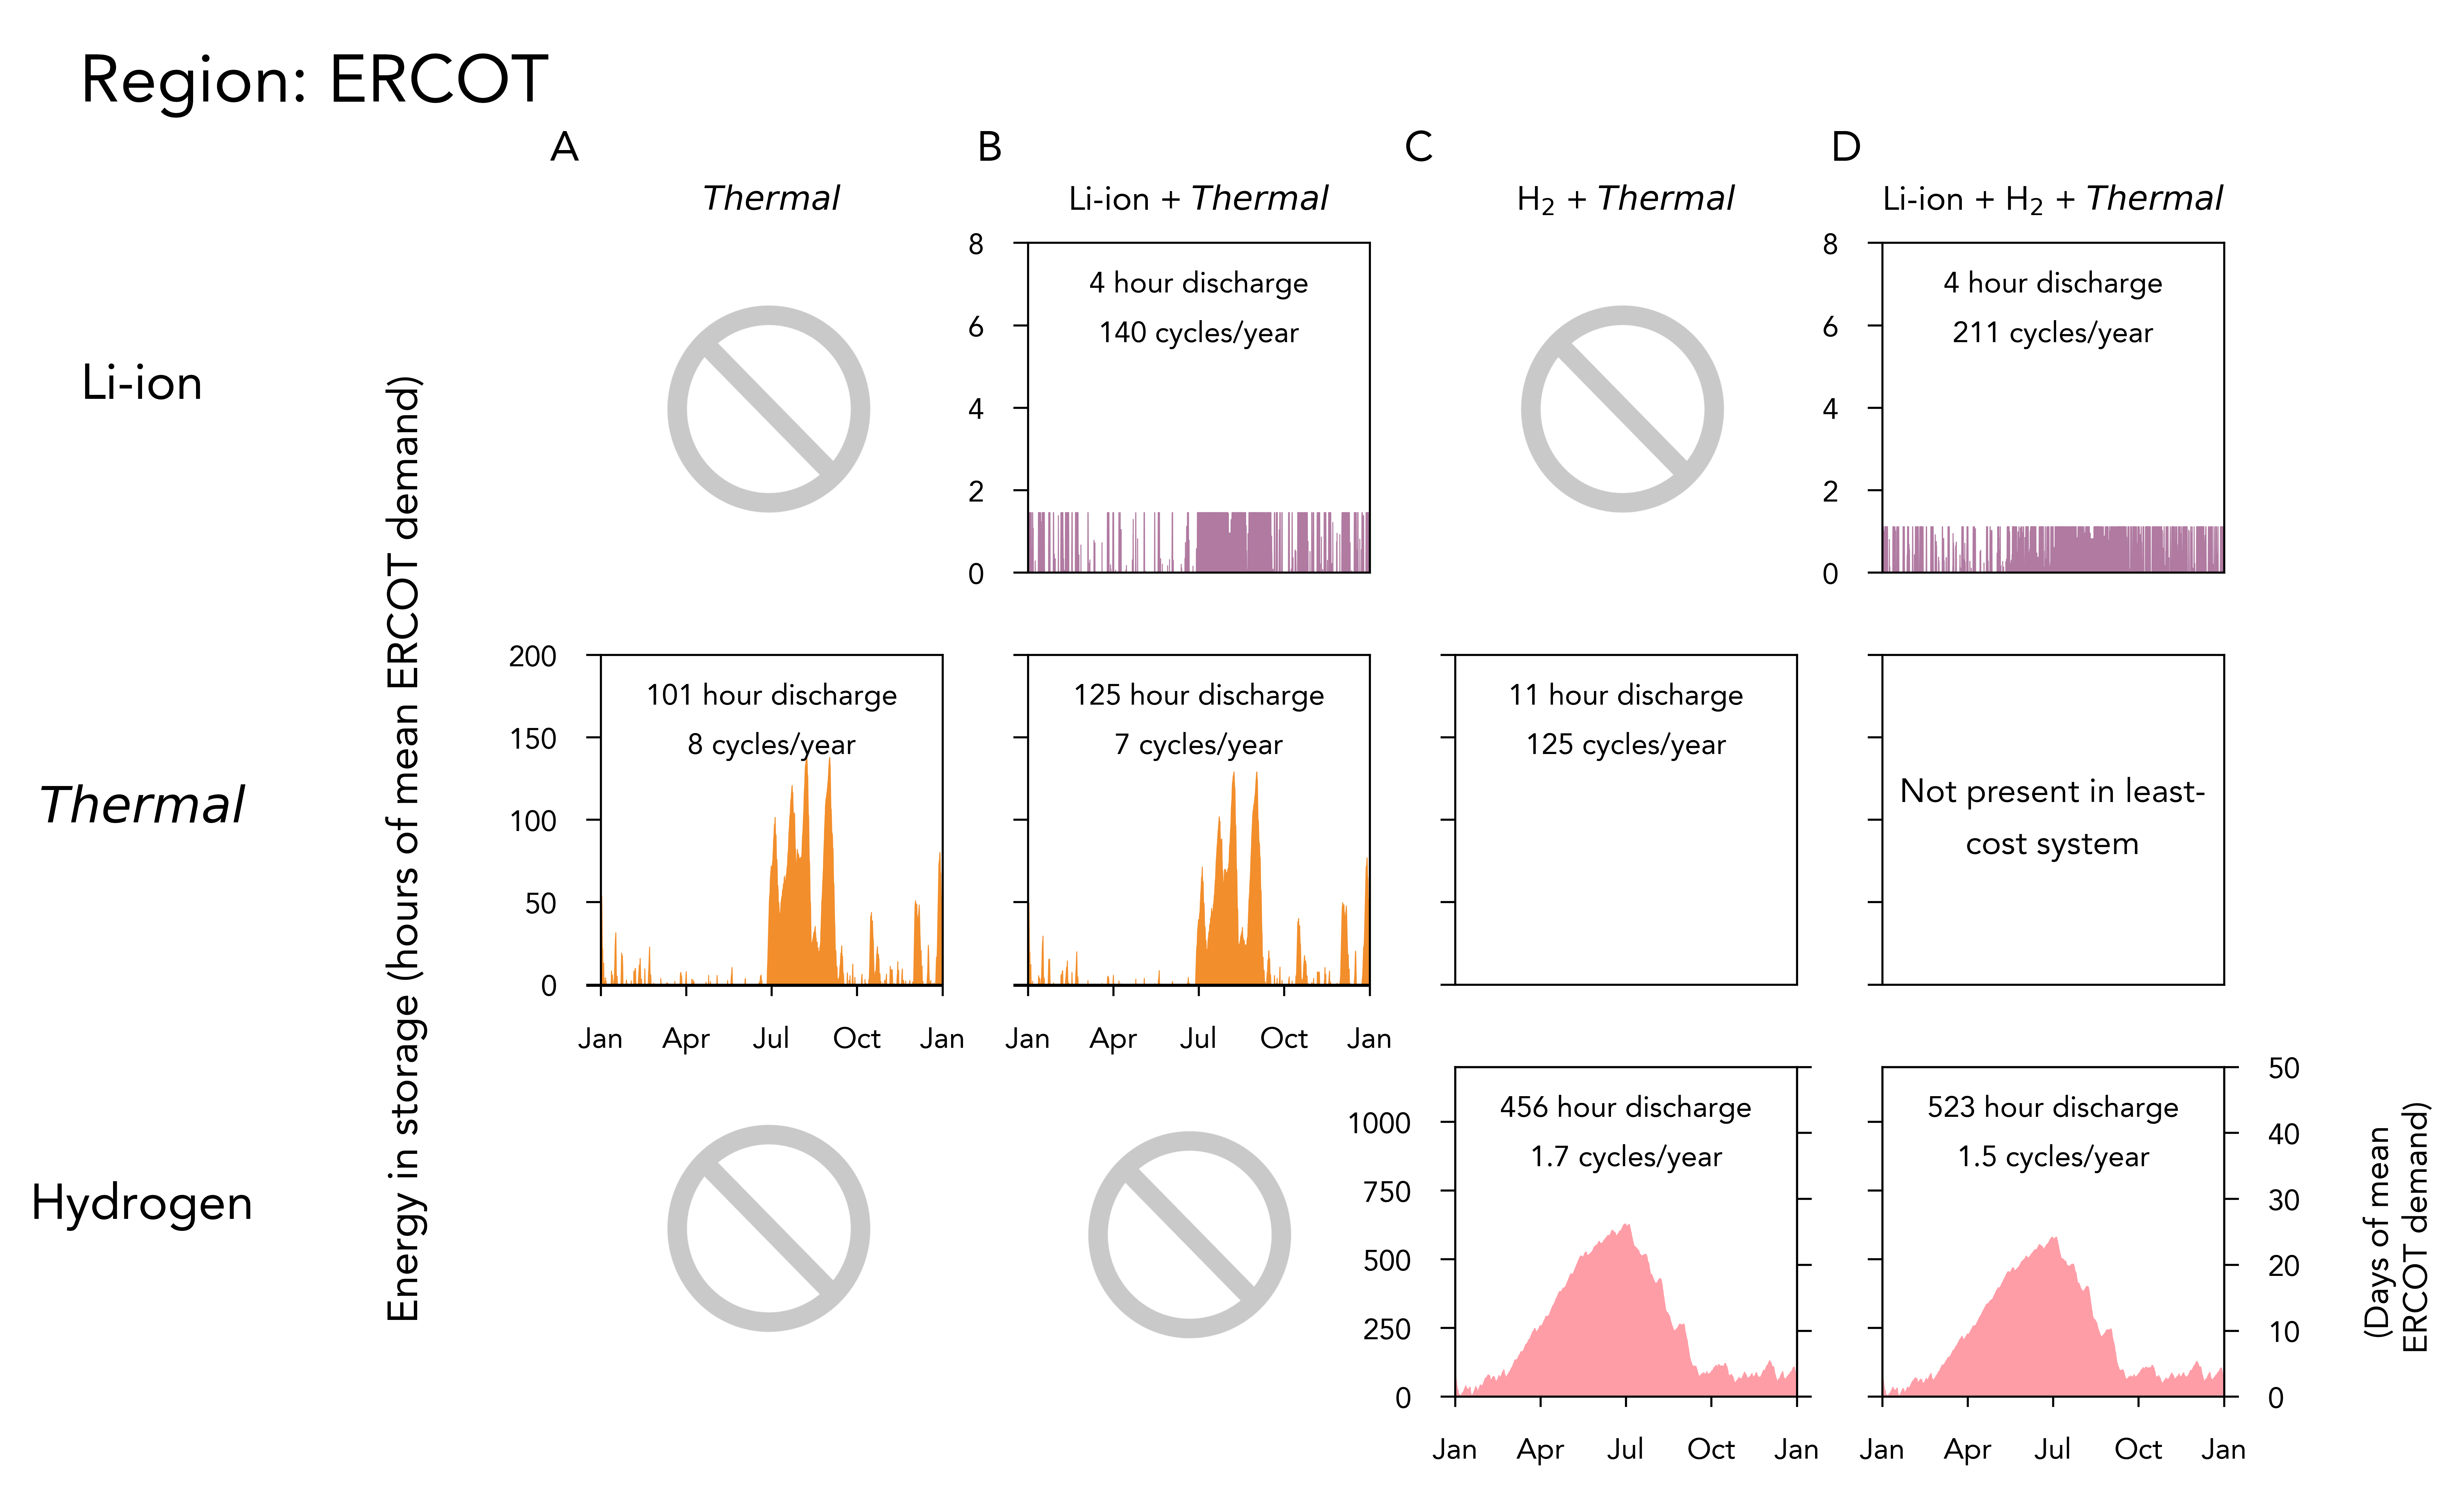 Region: ERCOT
A
B
C
D
Thermal
Li-ion + Thermal
H₂ + Thermal
Li-ion + H₂ + Thermal
Li-ion
Energy in storage (hours of mean ERCOT demand)
8
6
4
2
0
4 hour discharge
140 cycles/year
8
6
4
2
0
4 hour discharge
211 cycles/year
Thermal
200
150
100
50
0
101 hour discharge
8 cycles/year
Jan Apr Jul Oct Jan
125 hour discharge
7 cycles/year
Jan Apr Jul Oct Jan
11 hour discharge
125 cycles/year
Not present in least-
cost system
Hydrogen
1000
750
500
250
0
456 hour discharge
1.7 cycles/year
Jan Apr Jul Oct Jan
523 hour discharge
1.5 cycles/year
Jan Apr Jul Oct Jan
50
40
30
20
10
0
(Days of mean
ERCOT demand)